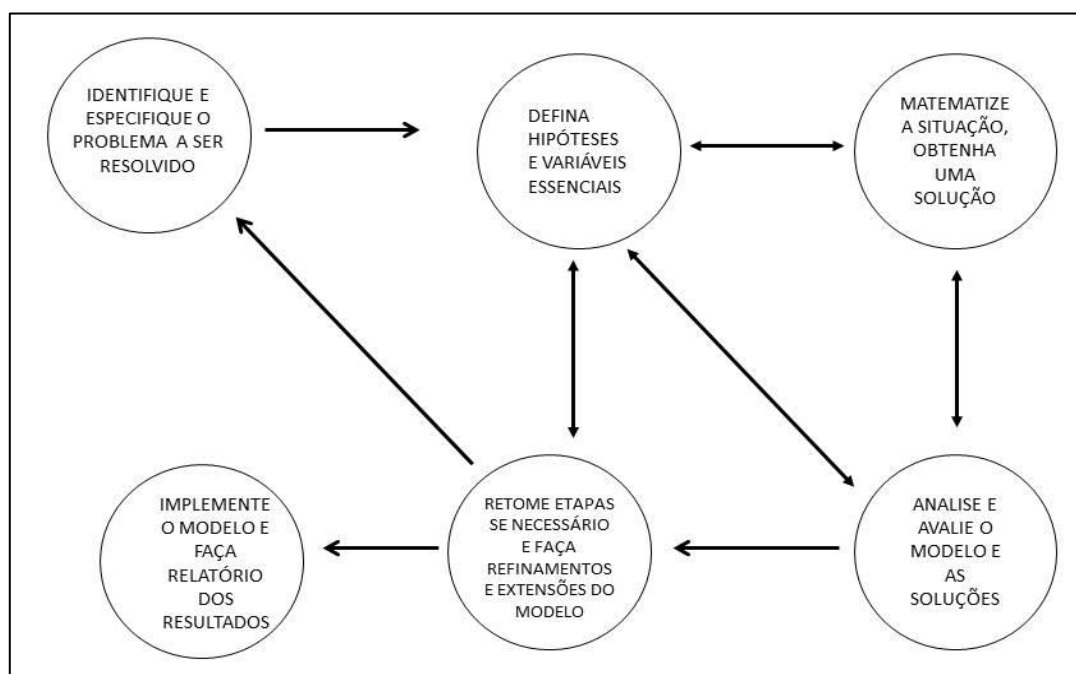 IDENTIFIQUE E
ESPECIFIQUE O
PROBLEMA A SER
RESOLVIDO
DEFINA
HIPÓTESES
E VARIÁVEIS
ESSENCIAIS
MATEMATIZE
A SITUAÇÃO,
OBTENHA
UMA
SOLUÇÃO
IMPLEMENTE
O MODELO E
FAÇA
RELATÓRIO
DOS
RESULTADOS
RETOME ETAPAS
SE NECESSÁRIO
E FAÇA
REFINAMENTOS
E EXTENSÕES DO
MODELO
ANALISE E
AVALIE O
MODELO E
AS
SOLUÇÕES